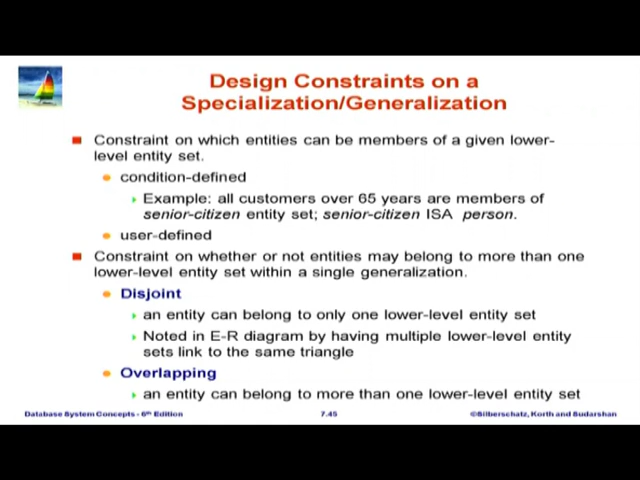 Design Constraints on a
Specialization/Generalization
Constraint on which entities can be members of a given lower-
level entity set.
condition-defined
Example: all customers over 65 years are members of
senior-citizen entity set; senior-citizen ISA person.
user-defined
Constraint on whether or not entities may belong to more than one
lower-level entity set within a single generalization.
Disjoint
an entity can belong to only one lower-level entity set
Noted in E-R diagram by having multiple lower-level entity
sets link to the same triangle
Overlapping
an entity can belong to more than one lower-level entity set
Database System Concepts - 6th Edition
7.45
©Silberschatz, Korth and Sudarshan